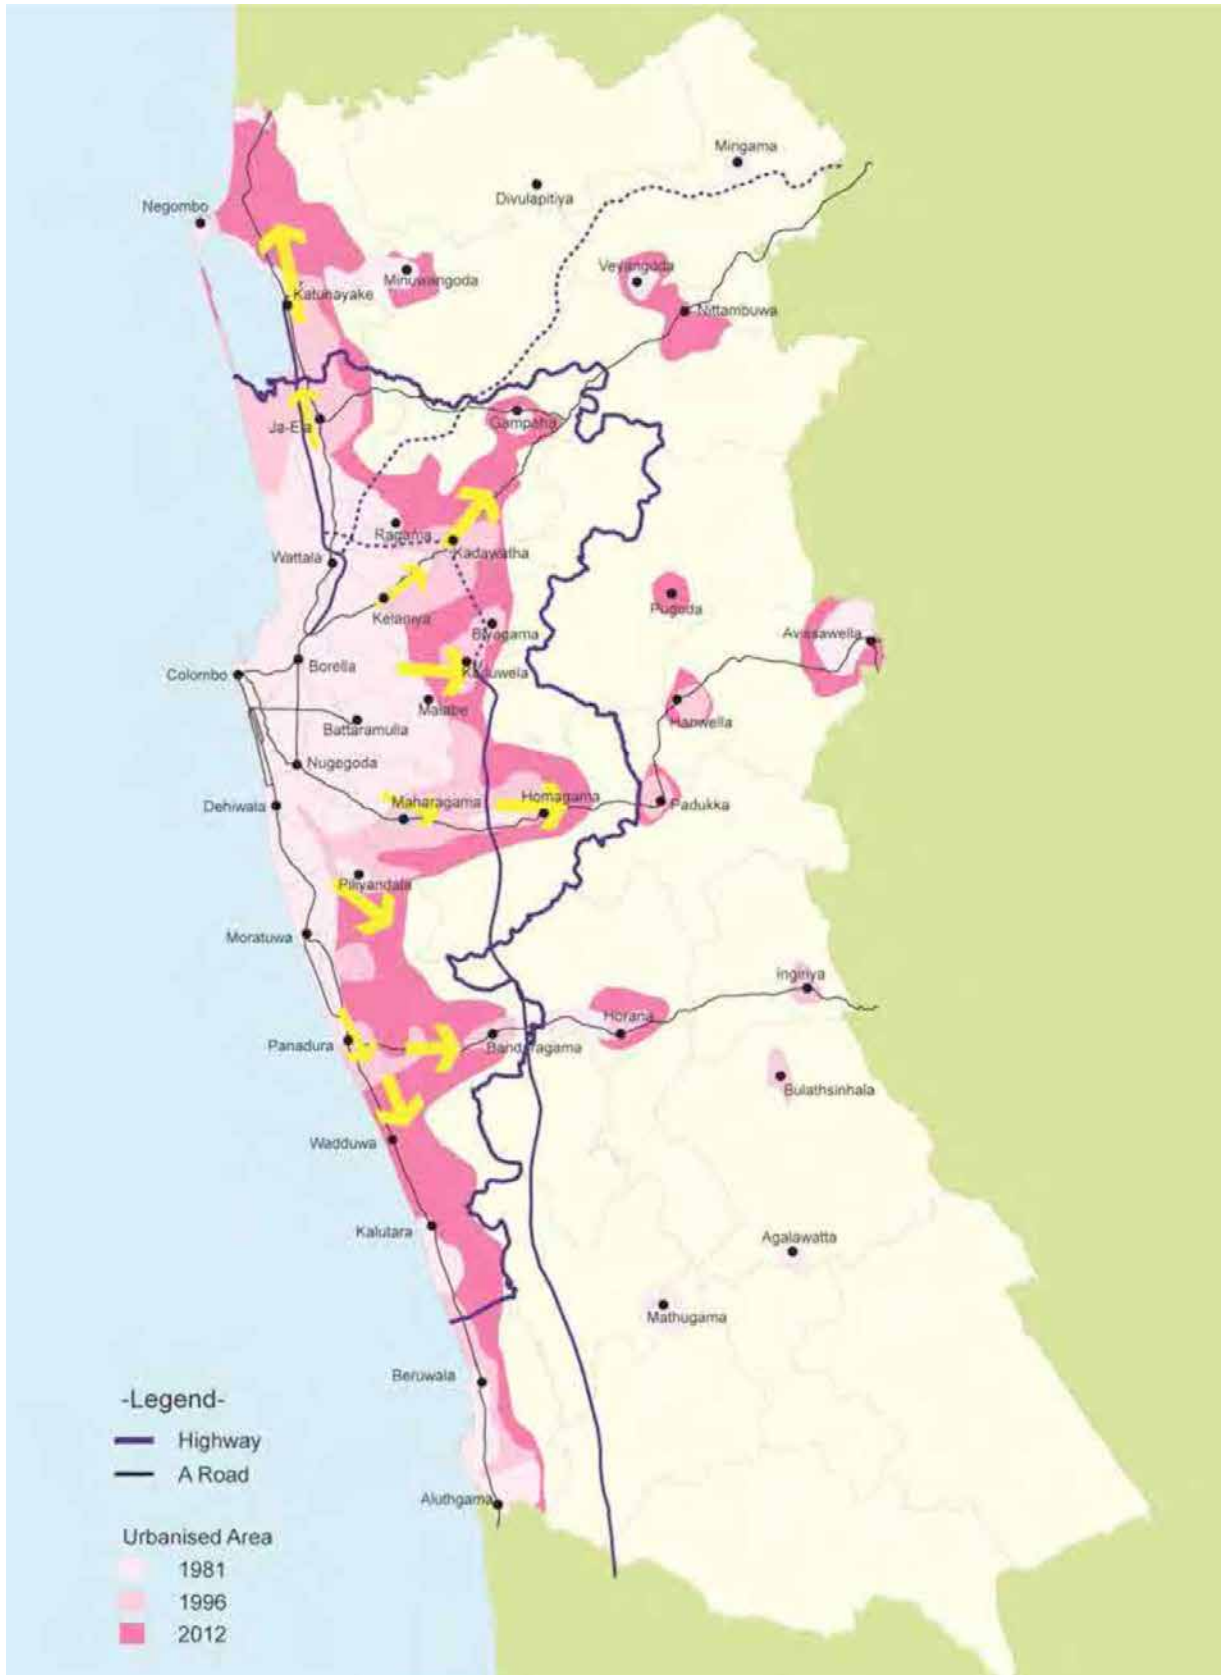 Mirigama
Divulapitiya
Negombo
Veyangoda
Minuwangoda
Katunayake
Nittambuwa
Ja-Ela
Gampaha
Ragama
Kadawatha
Wattala
Pugoda
Kelaniya
Biyagama
Avissawella
Borella
Kaduwela
Colombo
Malabe
Hanwella
Battaramulla
Nugegoda
Homagama
Dehiwala
Maharagama
Padukka
Piliyandala
Moratuwa
Ingiriya
Horana
Panadura
Bandaragama
Bulathsinhala
Wadduwa
Kalutara
Agalawatta
Mathugama
Beruwala
-Legend-
Highway
A Road
Aluthgama
Urbanised Area
1981
1996
2012